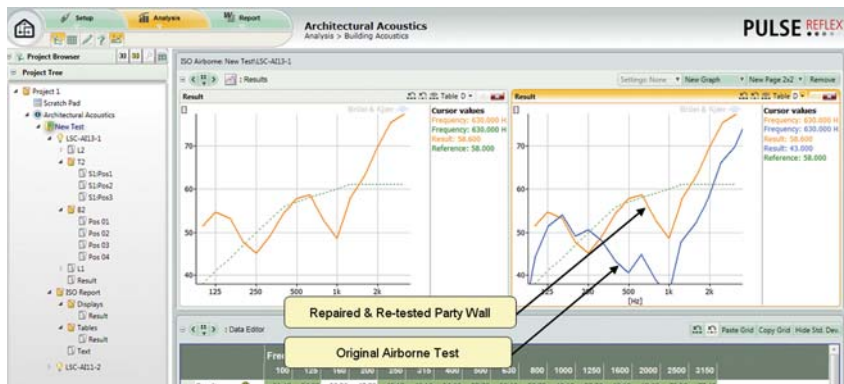 Setup
Analysis
Report
Architectural Acoustics
Analysis > Building Acoustics
PULSE REFLEX
Project Browser
Project Tree
Project 1
Scratch Pad
Architectural Acoustics
New Test
LSC-AI13-1
L2
T2
S1:Pos1
S1:Pos2
S1:Pos3
B2
Pos 01
Pos 02
Pos 03
Pos 04
L1
Result
ISO Report
Displays
Result
Tables
Result
Text
LSC-AI11-2
ISO Airborne: New Test\LSC-AI13-1
: Results
Settings: None
New Graph
New Page 2x2
Remove
Result
Table D
Brüel & Kjær
Cursor values
Frequency: 630.000 H
Frequency: 630.000 H
Result: 58.600
Reference: 58.000
70
60
50
40
125 250 500 1k 2k
Result
Table D
Brüel & Kjær
Cursor values
Frequency: 630.000 H
Frequency: 630.000 H
Result: 58.600
Result: 43.000
Reference: 58.000
70
60
50
40
125 250 500 1k 2k
[Hz]
Repaired & Re-tested Party Wall
Original Airborne Test
: Data Editor
Paste Grid Copy Grid Hide Std. Dev.
100 125 160 200 250 315 400 500 630 800 1000 1250 1600 2000 2500 3150